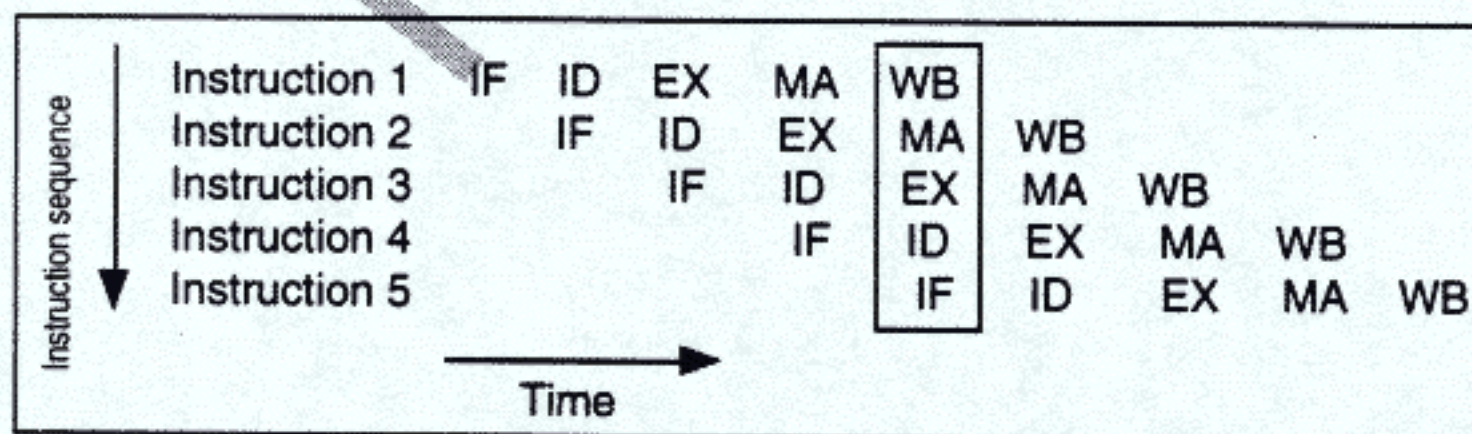 Instruction sequence
Instruction 1 IF ID EX MA WB
Instruction 2 IF ID EX MA WB
Instruction 3 IF ID EX MA WB
Instruction 4 IF ID EX MA WB
Instruction 5 IF ID EX MA WB
Time